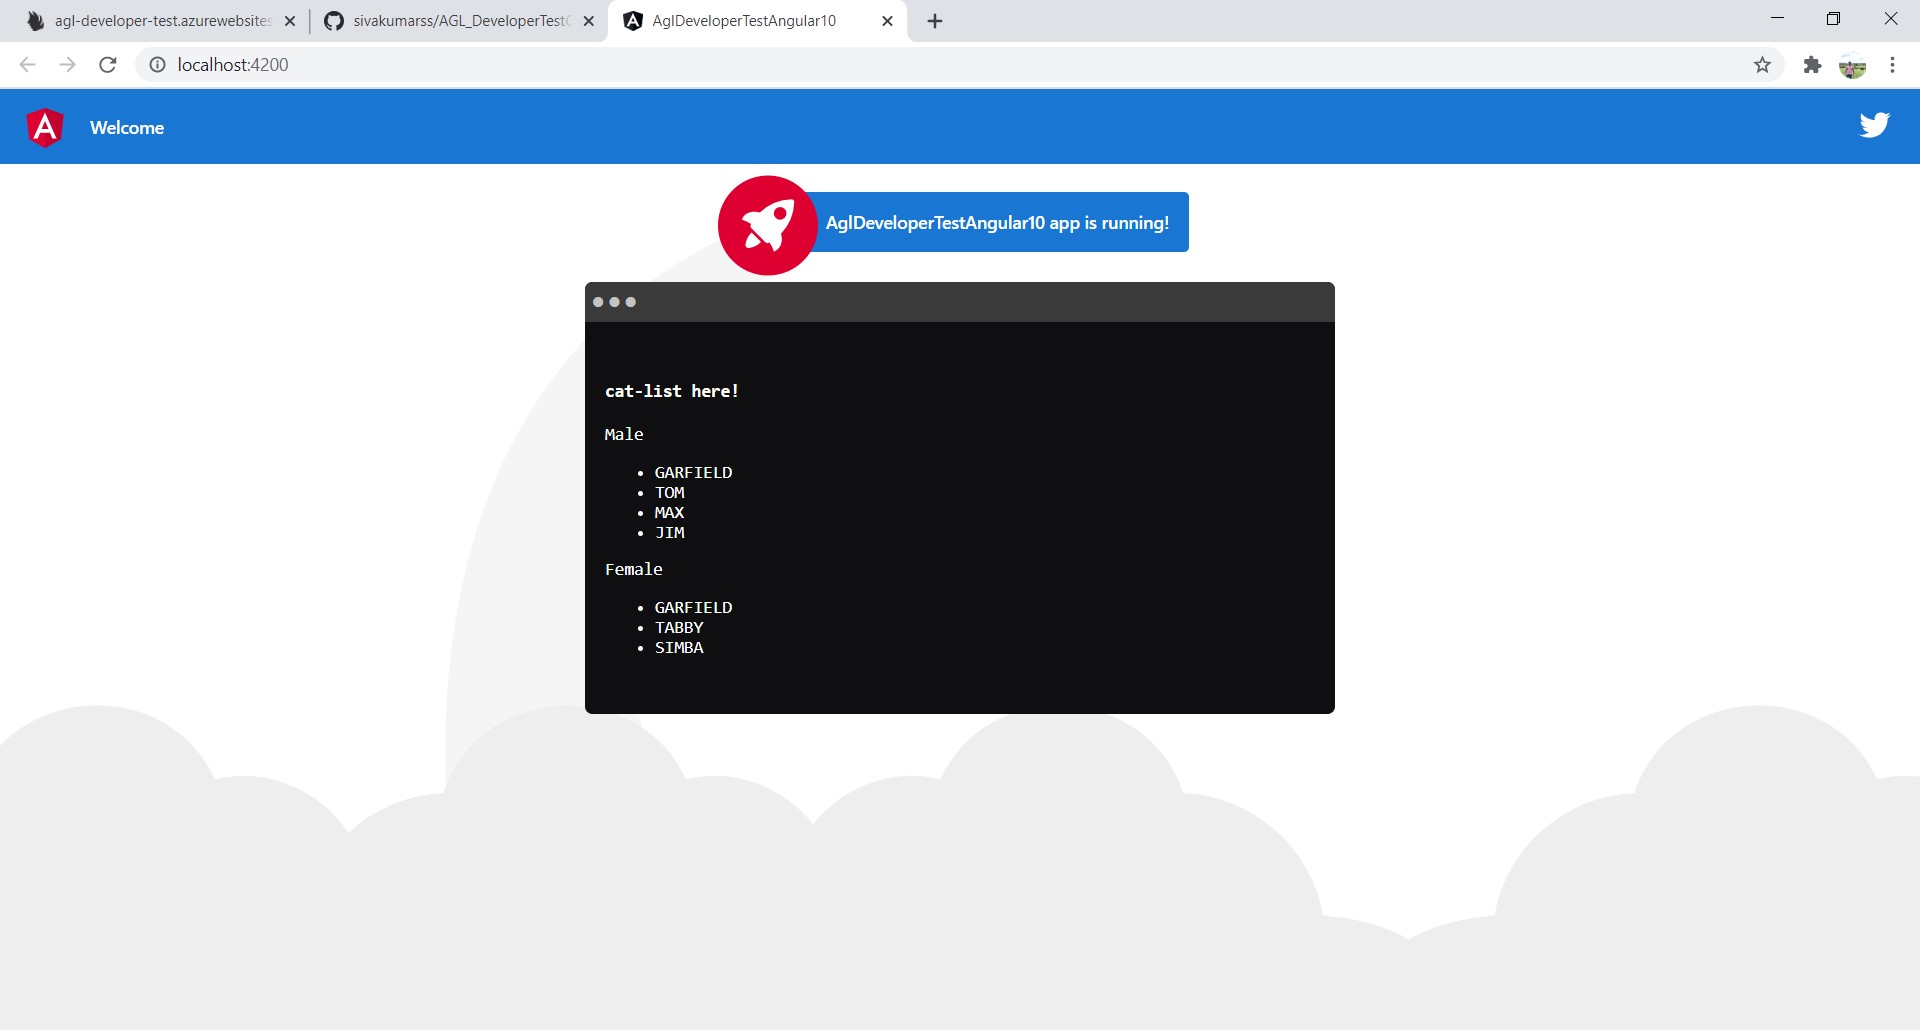 agl-developer-test.azurewebsites
sivakumarss/AGL_DeveloperTest
AglDeveloperTestAngular10
localhost:4200
Welcome
AglDeveloperTestAngular10 app is running!
cat-list here!
Male
• GARFIELD
• TOM
• MAX
• JIM
Female
• GARFIELD
• TABBY
• SIMBA